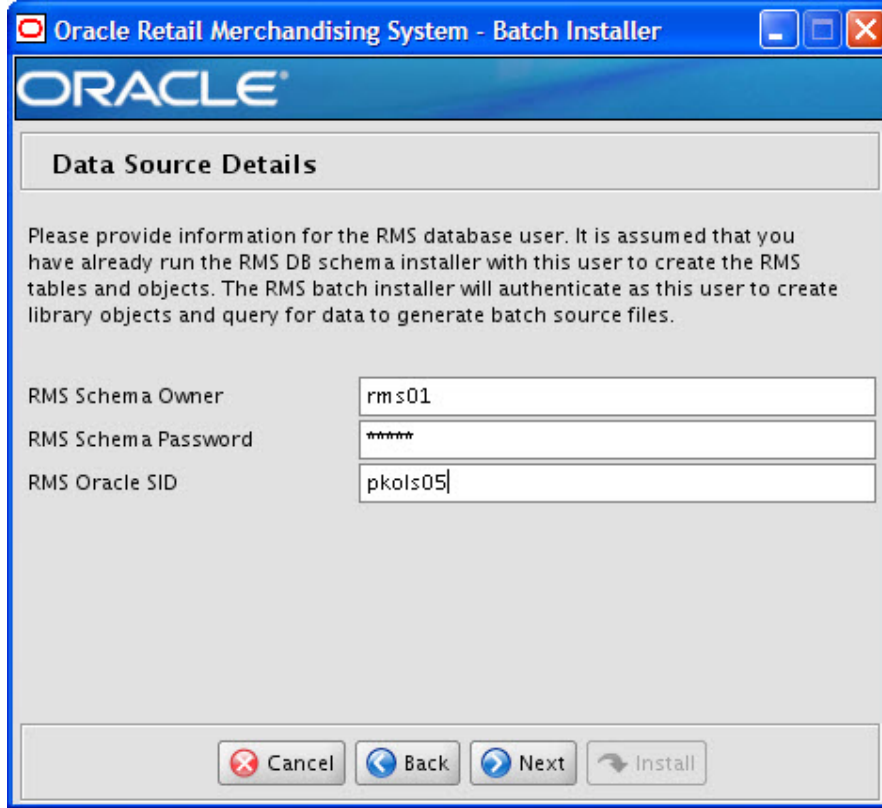 Oracle Retail Merchandising System - Batch Installer
ORACLE®
Data Source Details
Please provide information for the RMS database user. It is assumed that you
have already run the RMS DB schema installer with this user to create the RMS
tables and objects. The RMS batch installer will authenticate as this user to create
library objects and query for data to generate batch source files.
RMS Schema Owner rms01
RMS Schema Password *****
RMS Oracle SID pkols05
Cancel Back Next Install